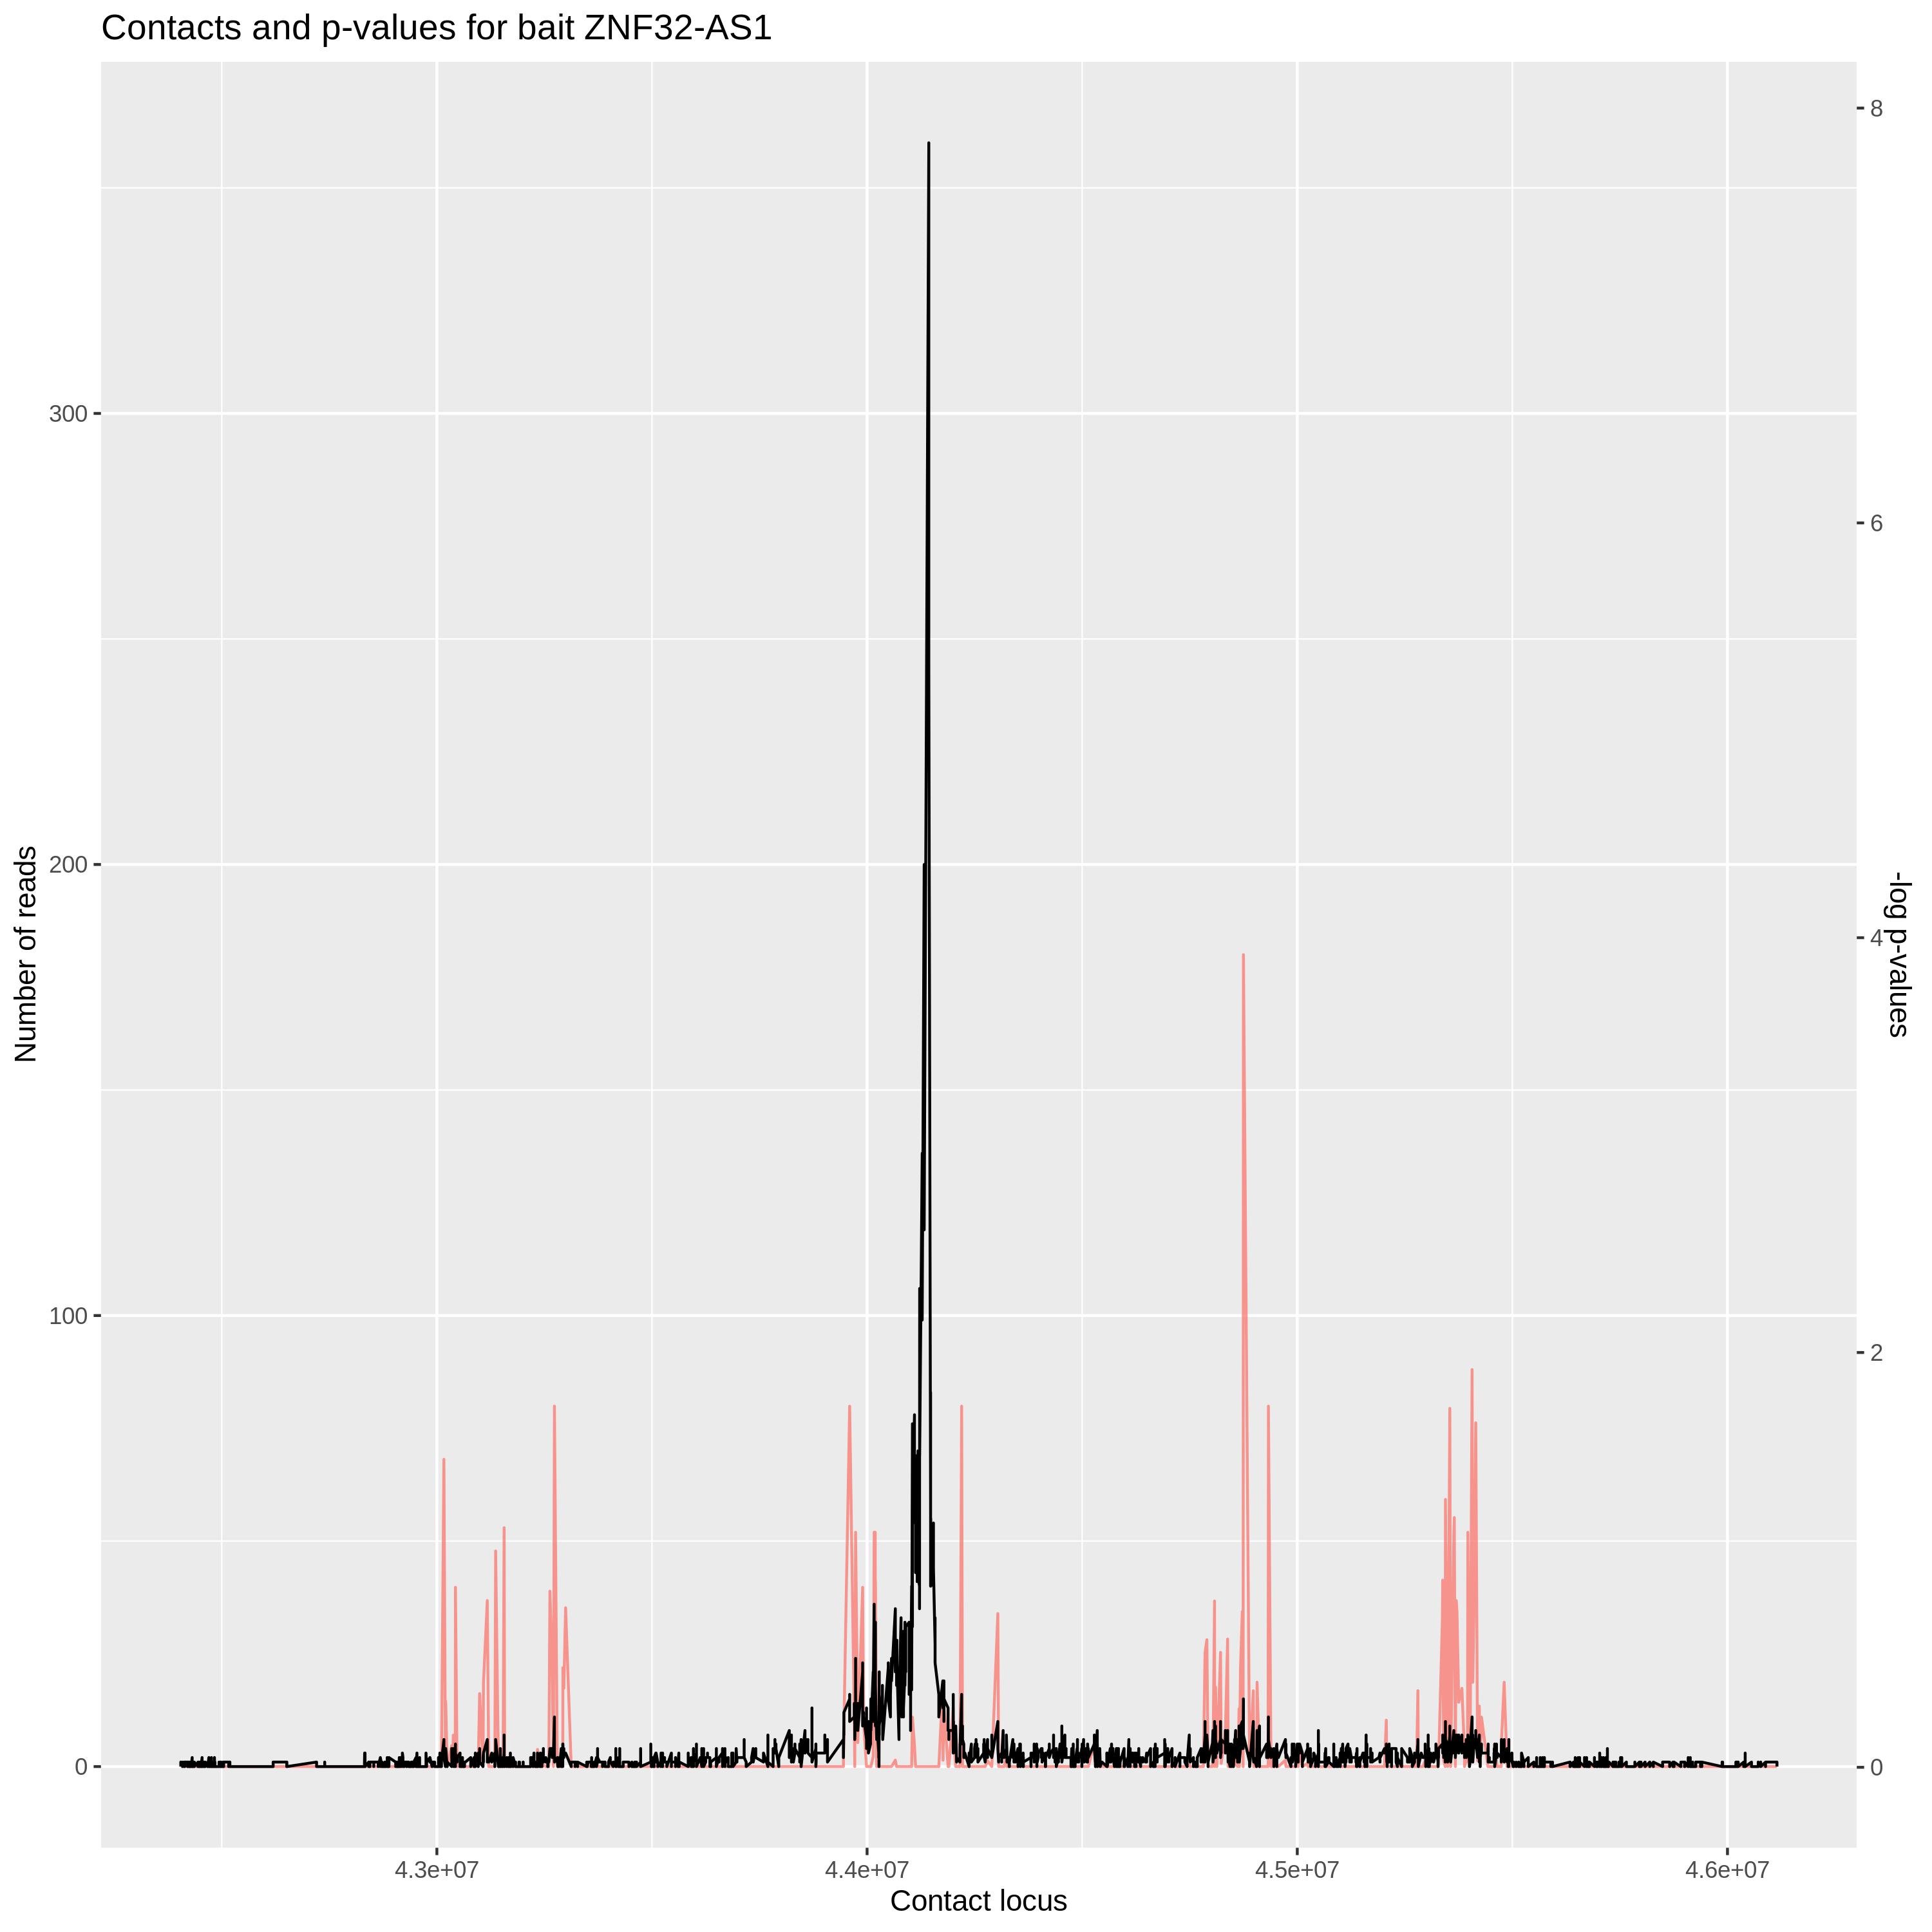 Contacts and p-values for bait ZNF32-AS1
300
200
100
0
Number of reads
8
6
4
2
0
-log p-values
4.3e+07
4.4e+07
4.5e+07
4.6e+07
Contact locus